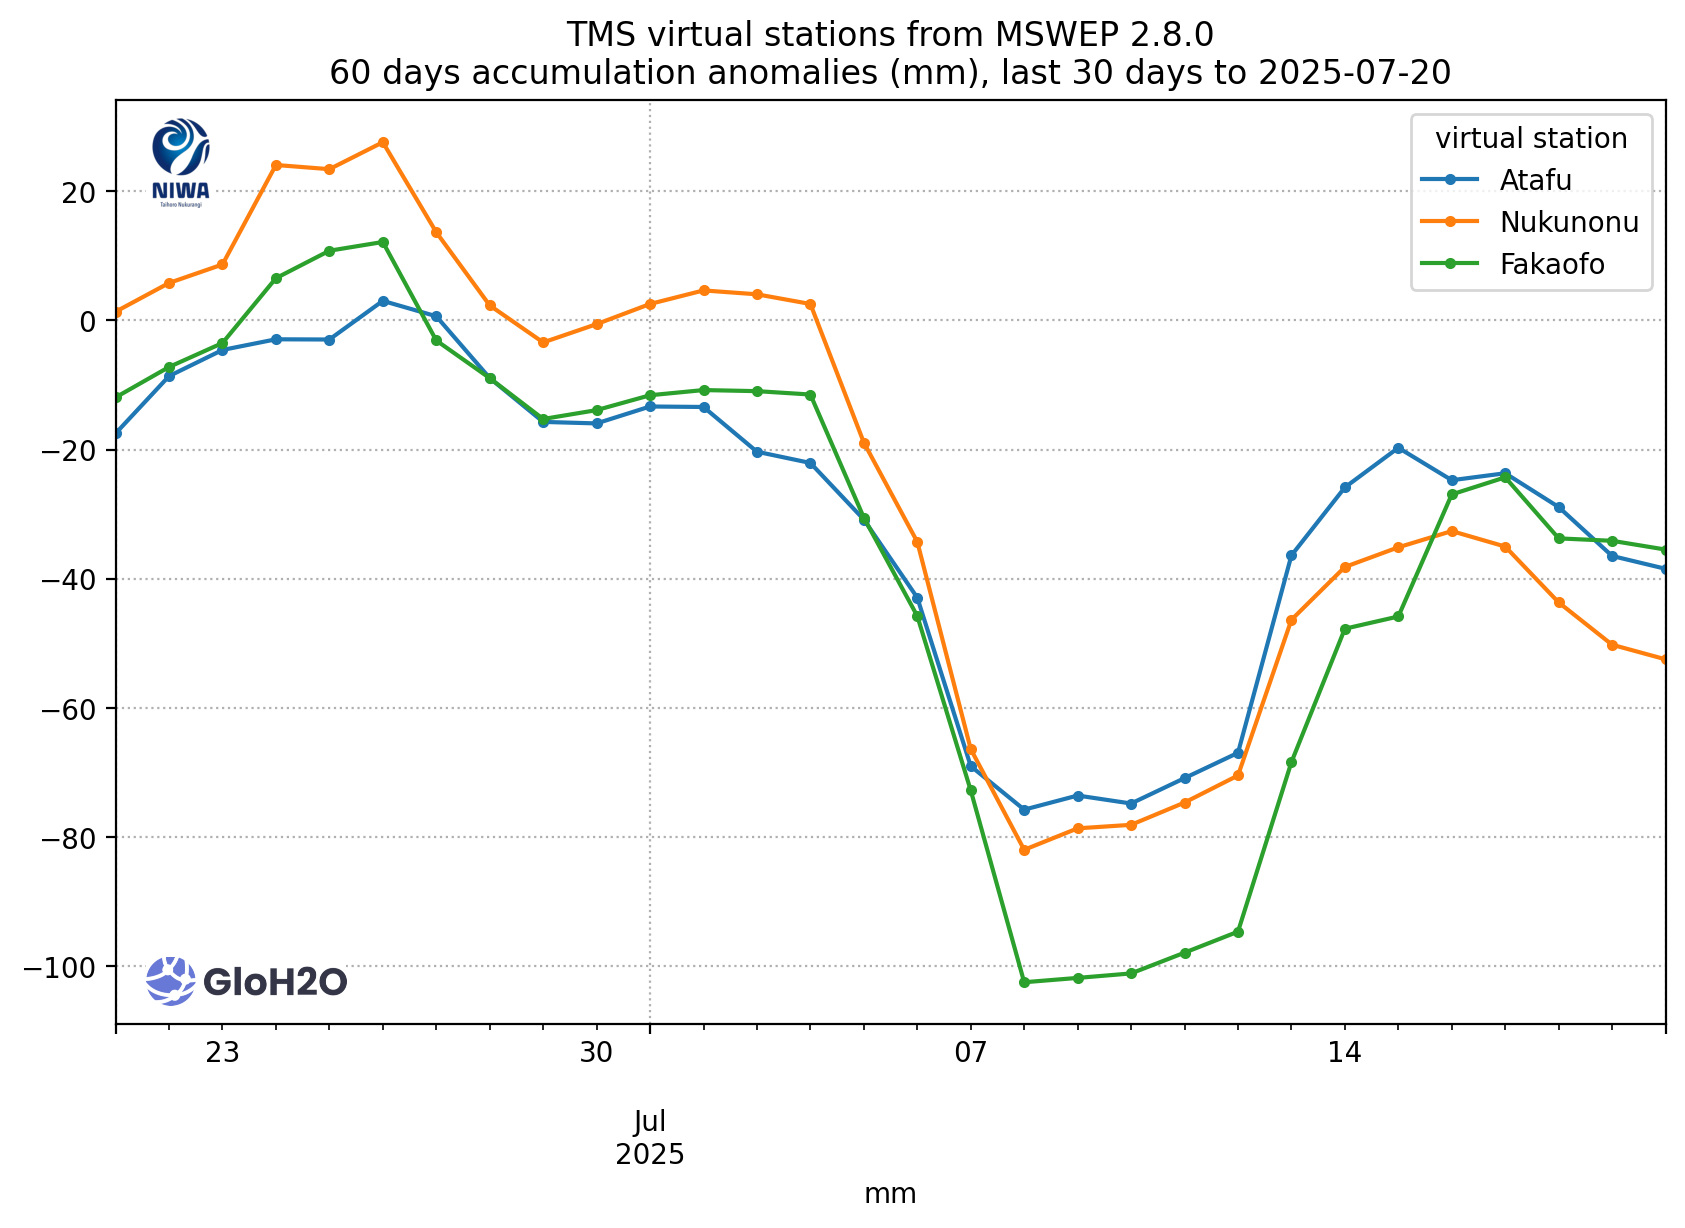 TMS virtual stations from MSWEP 2.8.0
60 days accumulation anomalies (mm), last 30 days to 2025-07-20
NIWA
Taihoro Nukurangi
virtual station
Atafu
Nukunonu
Fakaofo
20
0
−20
−40
−60
−80
−100
GloH2O
23 30 07 14
Jul
2025
mm